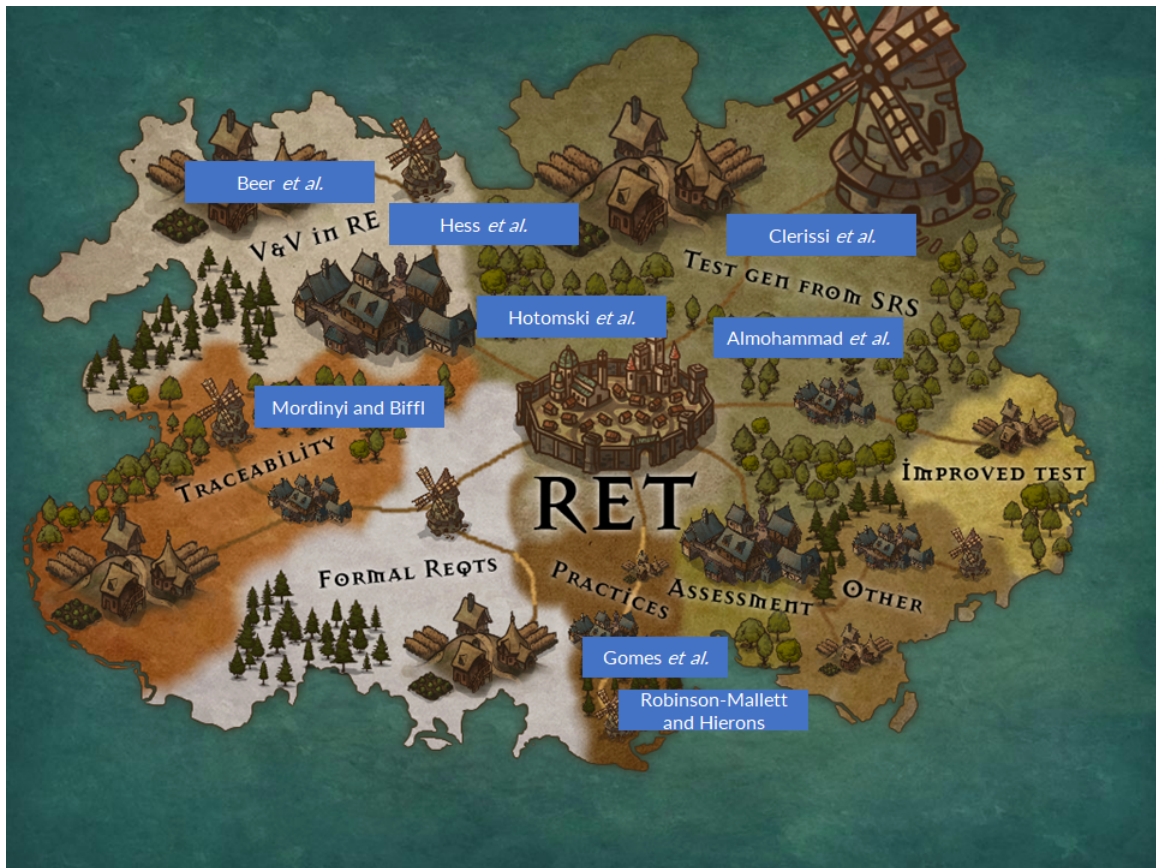 Beer et al.
V&V in RE
Hess et al.
Clerissi et al.
Test gen from SRS
Hotomski et al.
Almohammad et al.
Mordinyi and Biffl
Traceability
Improved test
RET
Formal Reqts
Practices
Assessment
Other
Gomes et al.
Robinson-Mallett
and Hierons